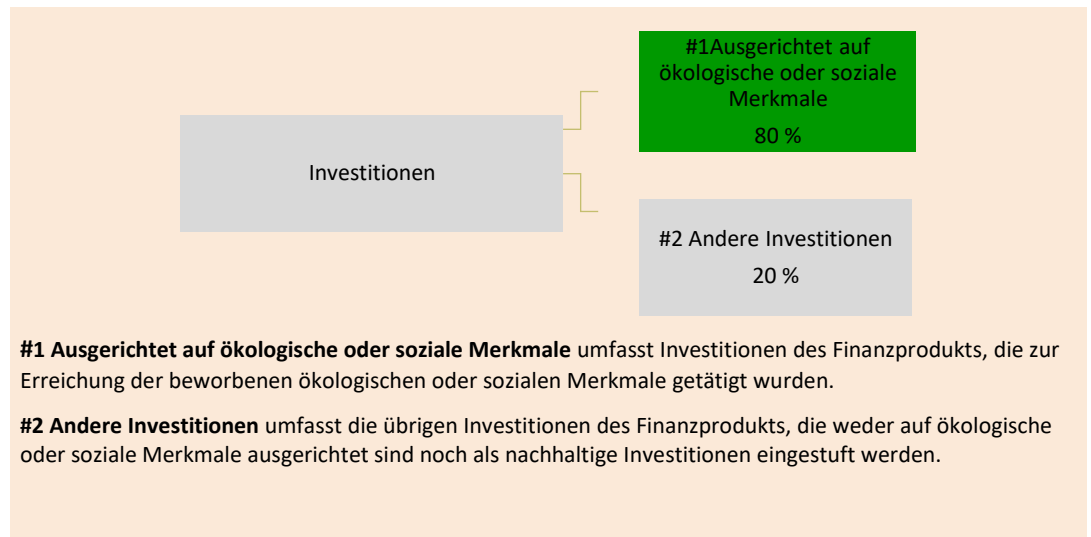 #1Ausgerichtet auf
ökologische oder soziale
Merkmale
80 %
Investitionen
#2 Andere Investitionen
20 %
#1 Ausgerichtet auf ökologische oder soziale Merkmale umfasst Investitionen des Finanzprodukts, die zur
Erreichung der beworbenen ökologischen oder sozialen Merkmale getätigt wurden.
#2 Andere Investitionen umfasst die übrigen Investitionen des Finanzprodukts, die weder auf ökologische
oder soziale Merkmale ausgerichtet sind noch als nachhaltige Investitionen eingestuft werden.